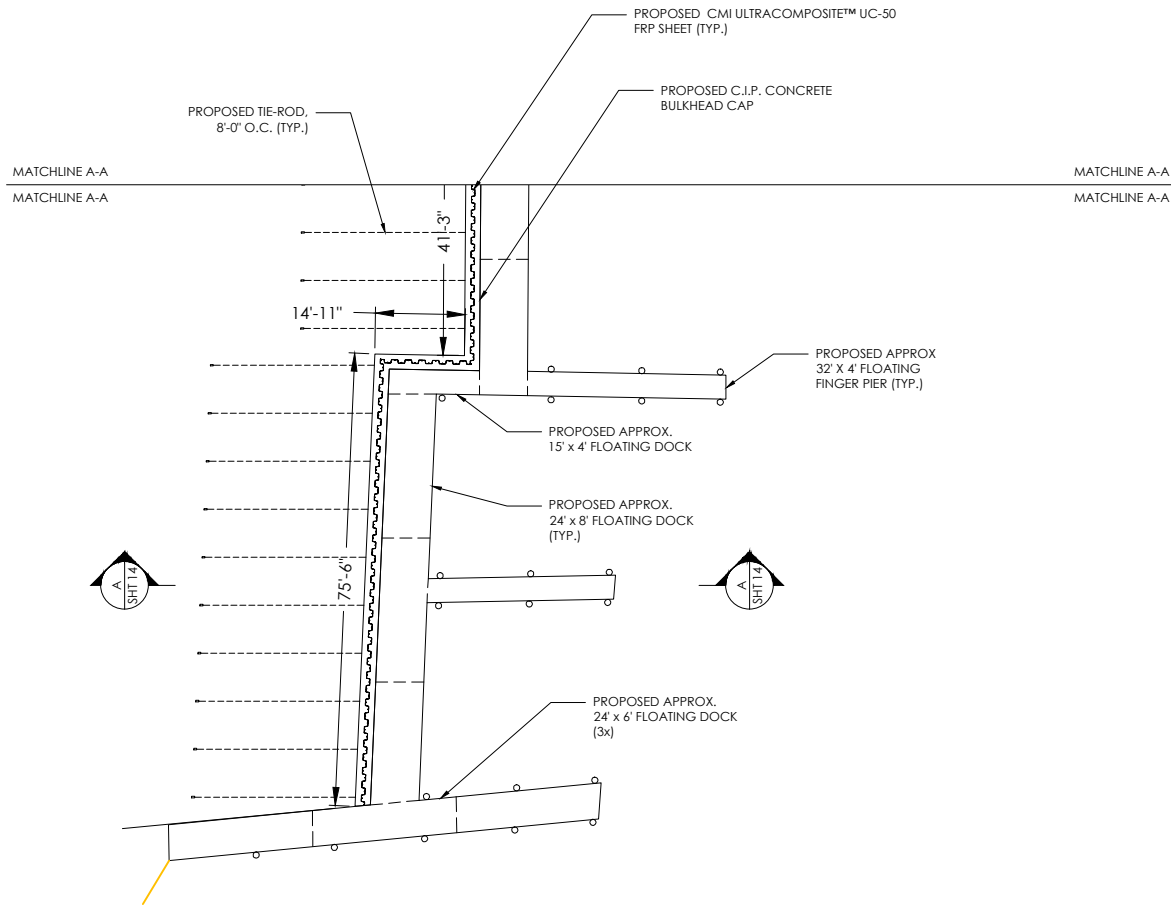 PROPOSED  CMI ULTRACOMPOSITE™ UC-50
FRP SHEET (TYP.)
PROPOSED C.I.P. CONCRETE
BULKHEAD CAP
PROPOSED TIE-ROD,
8'-0" O.C. (TYP.)
MATCHLINE A-A
MATCHLINE A-A
MATCHLINE A-A
MATCHLINE A-A
41'-3"
14'-11"
PROPOSED APPROX
32' X 4' FLOATING
FINGER PIER (TYP.)
PROPOSED APPROX.
15' x 4' FLOATING DOCK
PROPOSED APPROX.
24' x 8' FLOATING DOCK
(TYP.)
75'-6"
A
SHT 14
A
SHT 14
PROPOSED APPROX.
24' x 6' FLOATING DOCK
(3x)